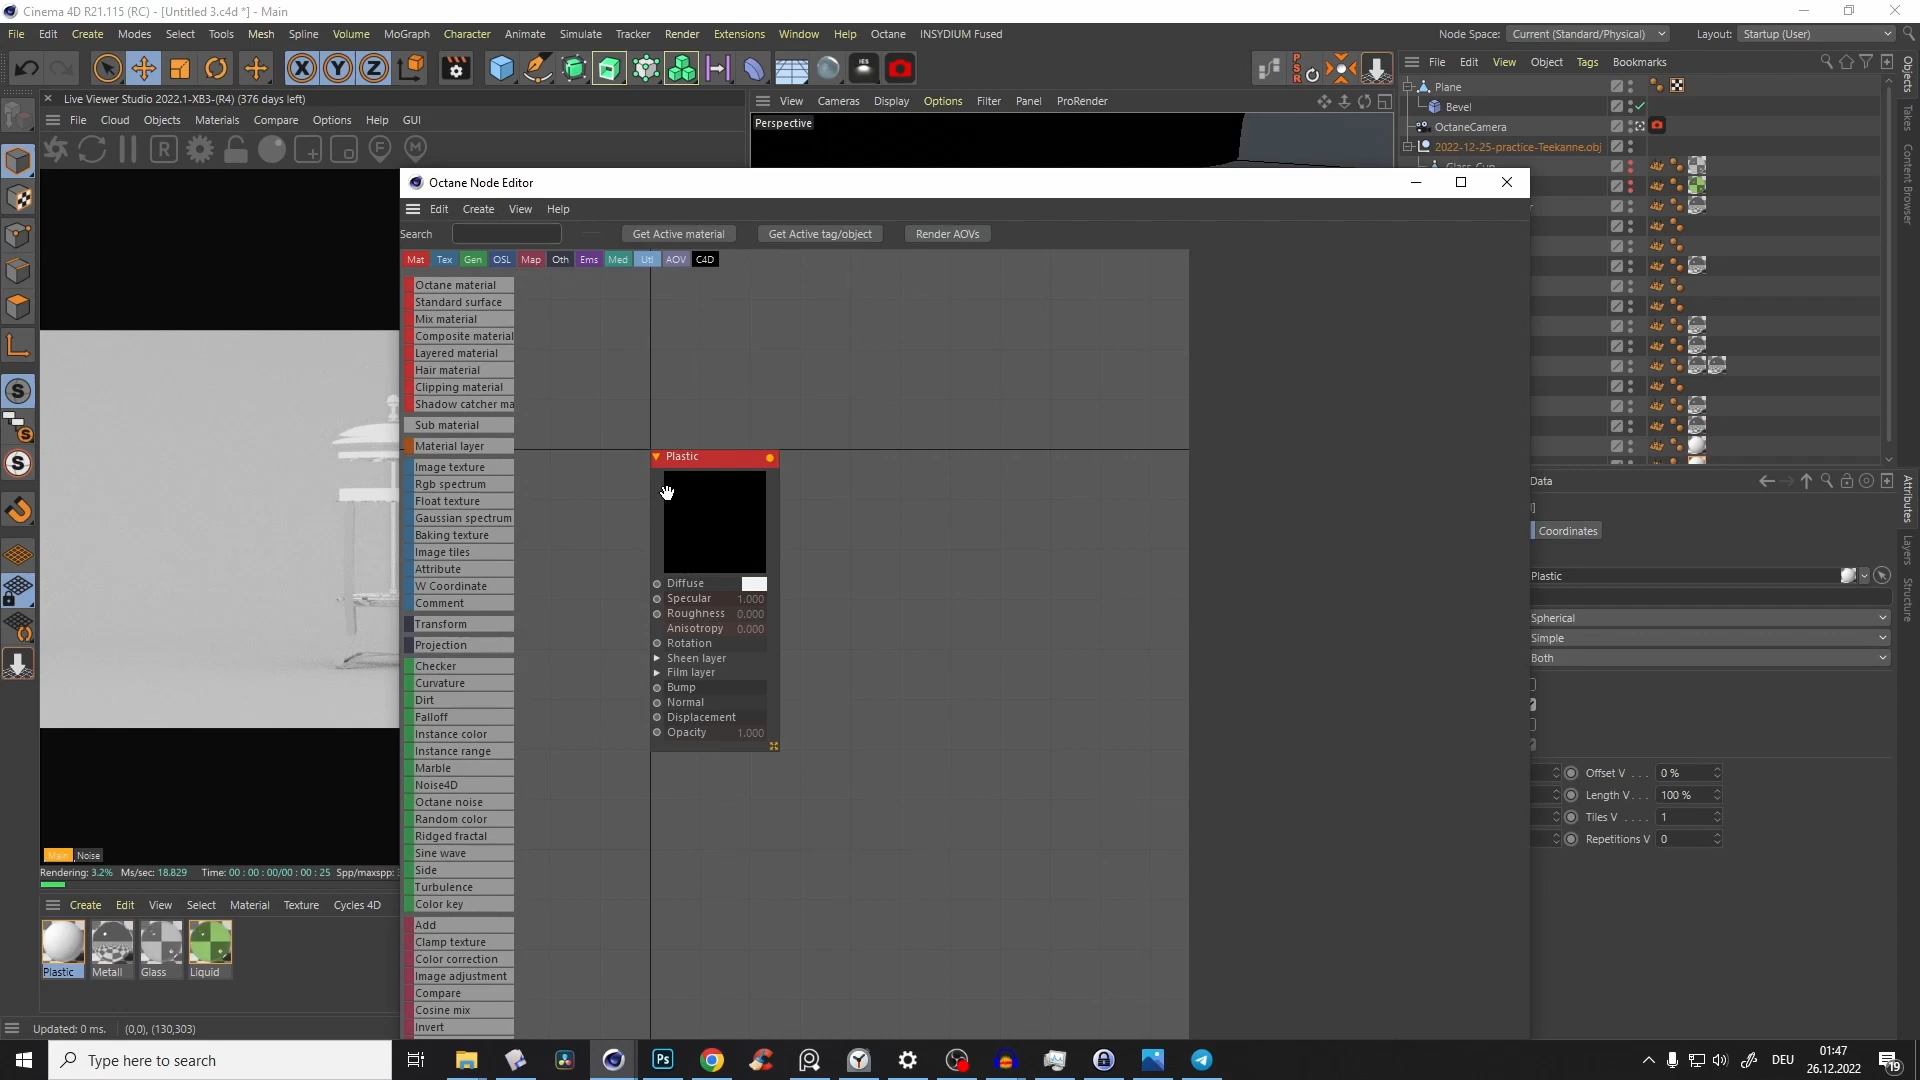 Cinema 4D R21.115 (RC) - [Untitled 3.c4d *] - Main
File Edit Create Modes Select Tools Mesh Spline Volume MoGraph Character Animate Simulate Tracker Render Extensions Window Help Octane INSYDIUM Fused
Node Space: Current (Standard/Physical) Layout: Startup (User)
Live Viewer Studio 2022.1-XB3-(R4) (376 days left)
File Cloud Objects Materials Compare Options Help GUI
View Cameras Display Options Filter Panel ProRender
Perspective
File Edit View Object Tags Bookmarks
Plane
Bevel
OctaneCamera
2022-12-25-practice-Teekanne.obj
Objects
Takes
Content Browser
Attributes
Layers
Structure
Octane Node Editor
Edit Create View Help
Search
Get Active material
Get Active tag/object
Render AOVs
Mat Tex Gen OSL Map Oth Ems Med Utl AOV C4D
Octane material
Standard surface
Mix material
Composite material
Layered material
Hair material
Clipping material
Shadow catcher ma
Sub material
Material layer
Image texture
Rgb spectrum
Float texture
Gaussian spectrum
Baking texture
Image tiles
Attribute
W Coordinate
Comment
Transform
Projection
Checker
Curvature
Dirt
Falloff
Instance color
Instance range
Marble
Noise4D
Octane noise
Random color
Ridged fractal
Sine wave
Side
Turbulence
Color key
Add
Clamp texture
Color correction
Image adjustment
Compare
Cosine mix
Invert
Plastic
Diffuse
Specular 1.000
Roughness 0.000
Anisotropy 0.000
Rotation
Sheen layer
Film layer
Bump
Normal
Displacement
Opacity 1.000
Data
Coordinates
Plastic
Spherical
Simple
Both
Offset V . . . 0 %
Length V . . . 100 %
Tiles V . . . . 1
Repetitions V 0
Main Noise
Rendering: 3.2% Ms/sec: 18.829 Time: 00 : 00 : 00/00 : 00 : 25 Spp/maxspp:
Create Edit View Select Material Texture Cycles 4D
Plastic Metall Glass Liquid
Updated: 0 ms. (0,0), (130,303)
Type here to search
DEU
01:47
26.12.2022
19